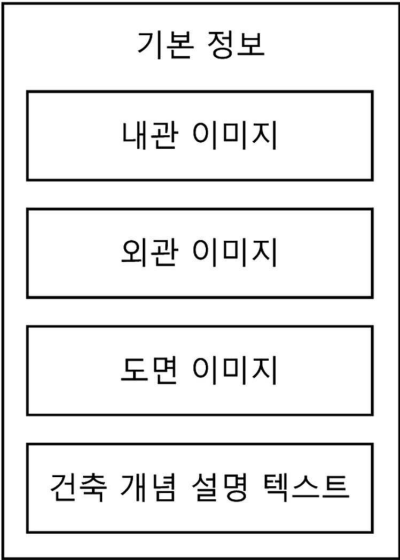 기본 정보
내관 이미지
외관 이미지
도면 이미지
건축 개념 설명 텍스트